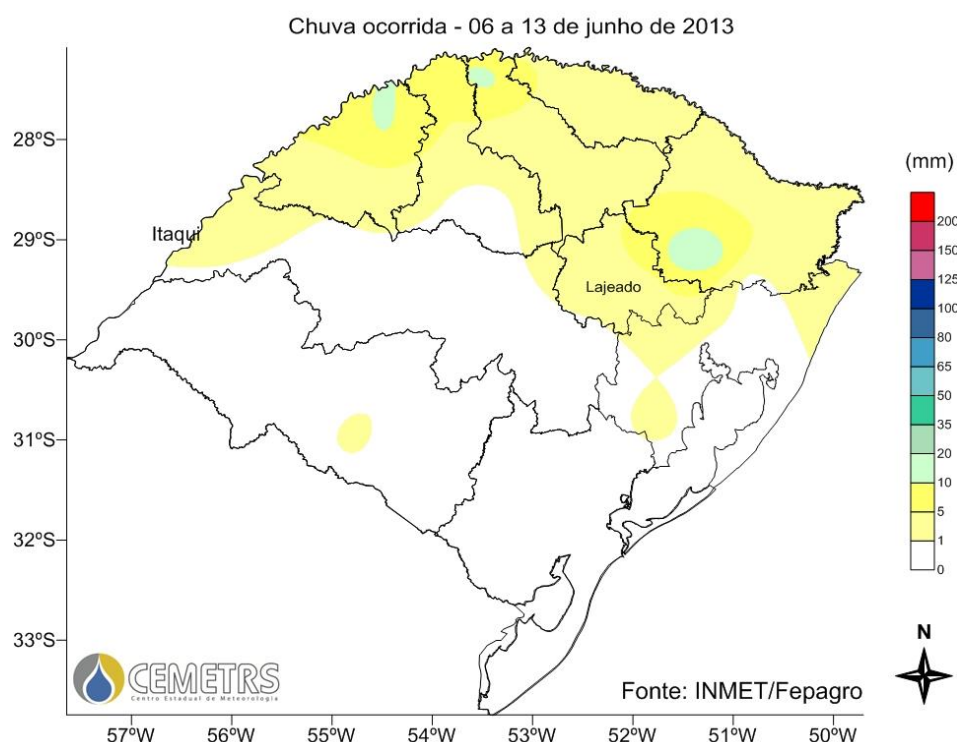 Chuva ocorrida - 06 a 13 de junho de 2013
28ºS
29ºS
30ºS
31ºS
32ºS
33ºS
Itaqui
Lajeado
(mm)
200
150
125
100
80
65
50
35
20
10
5
1
0
N
CEMETRS
Centro Estadual de Meteorologia
Fonte: INMET/Fepagro
57ºW 56ºW 55ºW 54ºW 53ºW 52ºW 51ºW 50ºW